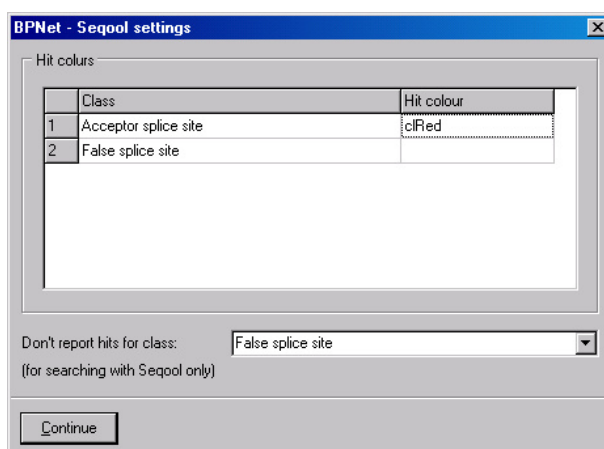 BPNet - Seqool settings
Hit colurs
Class Hit colour
1 Acceptor splice site clRed
2 False splice site
Don't report hits for class: False splice site
(for searching with Seqool only)
Continue